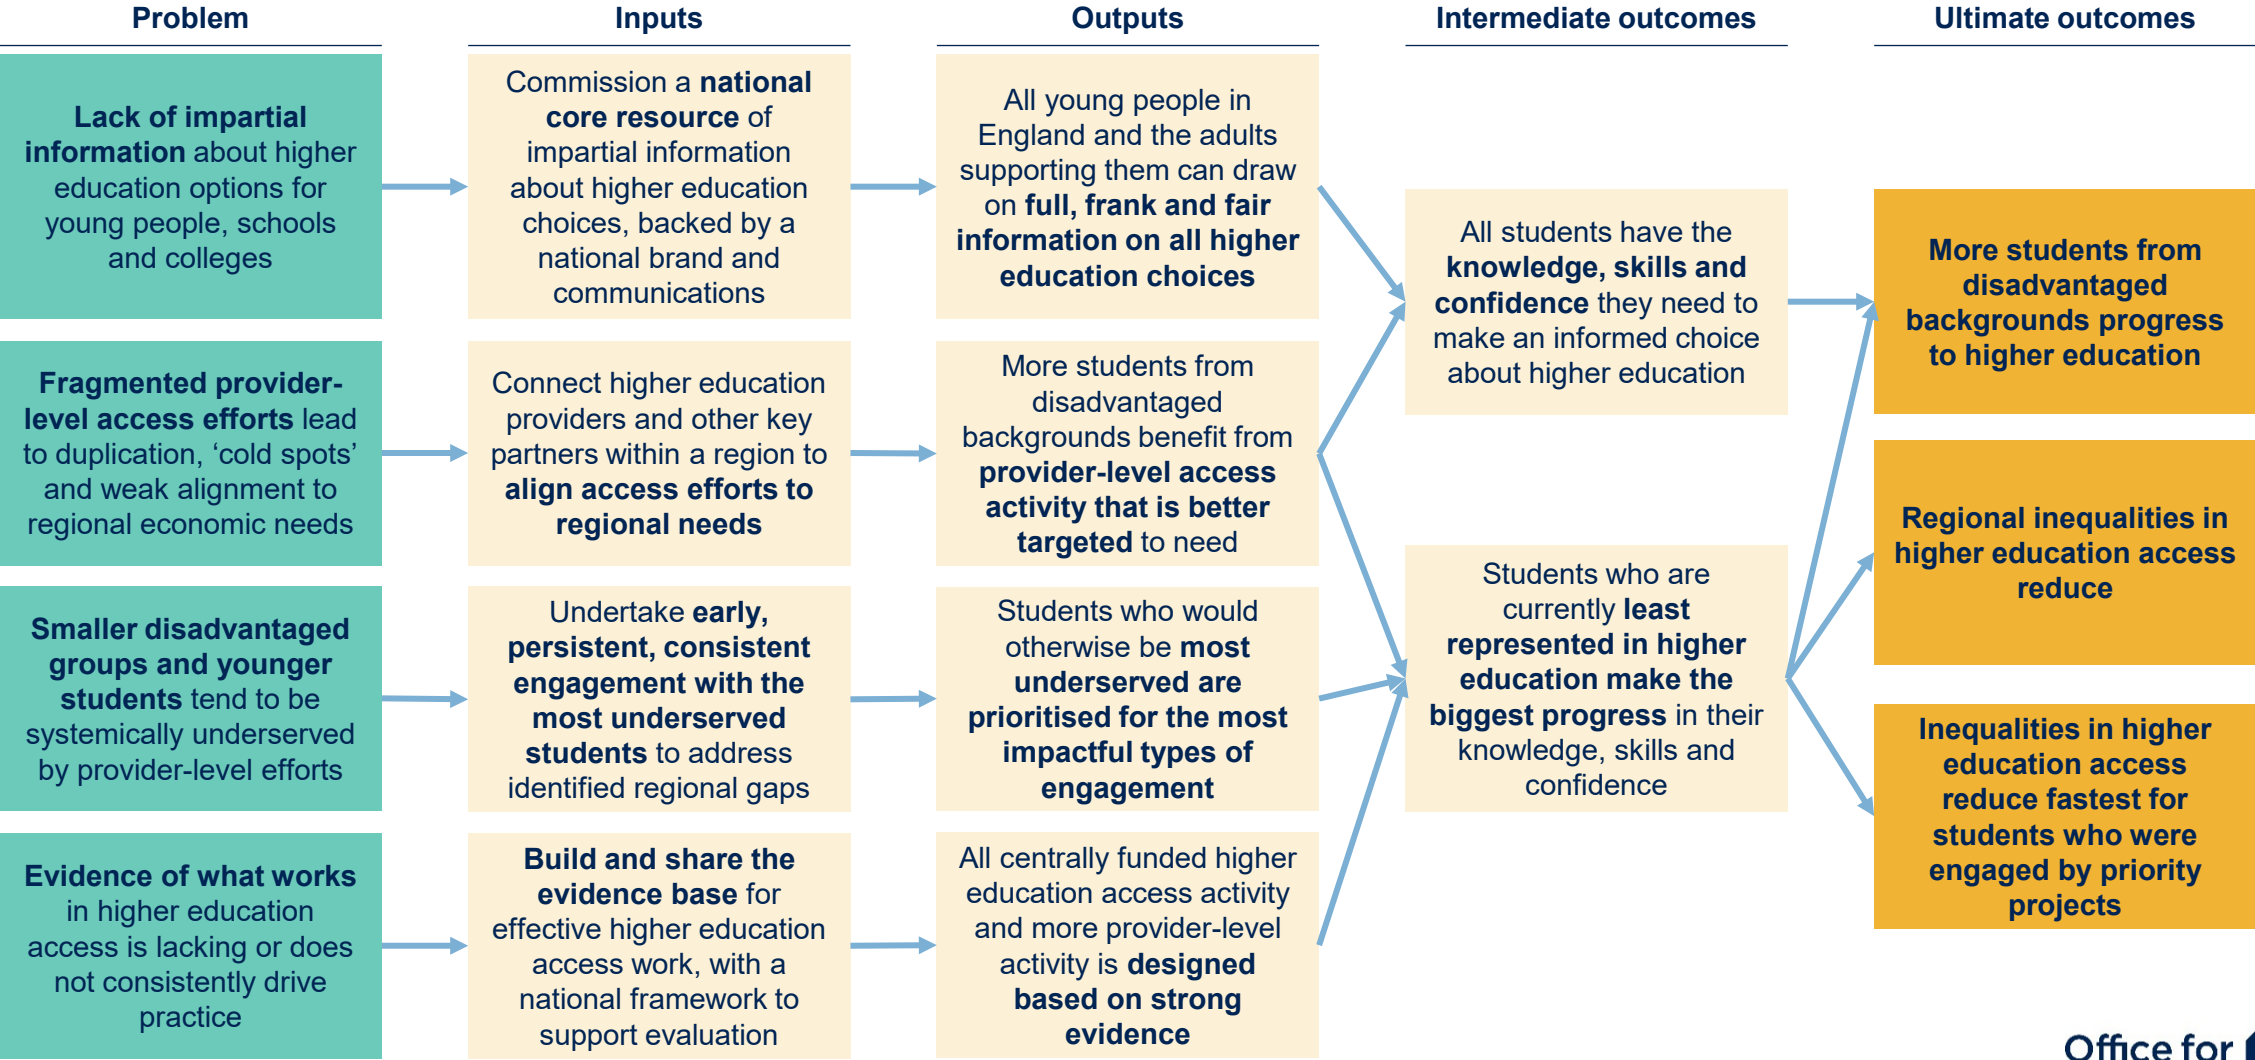 Problem
Inputs
Outputs
Intermediate outcomes
Ultimate outcomes
Lack of impartial
information about higher
education options for
young people, schools
and colleges
Commission a national
core resource of
impartial information
about higher education
choices, backed by a
national brand and
communications
All young people in
England and the adults
supporting them can draw
on full, frank and fair
information on all higher
education choices
All students have the
knowledge, skills and
confidence they need to
make an informed choice
about higher education
More students from
disadvantaged
backgrounds progress
to higher education
Fragmented provider-
level access efforts lead
to duplication, ‘cold spots’
and weak alignment to
regional economic needs
Connect higher education
providers and other key
partners within a region to
align access efforts to
regional needs
More students from
disadvantaged
backgrounds benefit from
provider-level access
activity that is better
targeted to need
Regional inequalities in
higher education access
reduce
Smaller disadvantaged
groups and younger
students tend to be
systemically underserved
by provider-level efforts
Undertake early,
persistent, consistent
engagement with the
most underserved
students to address
identified regional gaps
Students who would
otherwise be most
underserved are
prioritised for the most
impactful types of
engagement
Students who are
currently least
represented in higher
education make the
biggest progress in their
knowledge, skills and
confidence
Inequalities in higher
education access
reduce fastest for
students who were
engaged by priority
projects
Evidence of what works
in higher education
access is lacking or does
not consistently drive
practice
Build and share the
evidence base for
effective higher education
access work, with a
national framework to
support evaluation
All centrally funded higher
education access activity
and more provider-level
activity is designed
based on strong
evidence
Office for